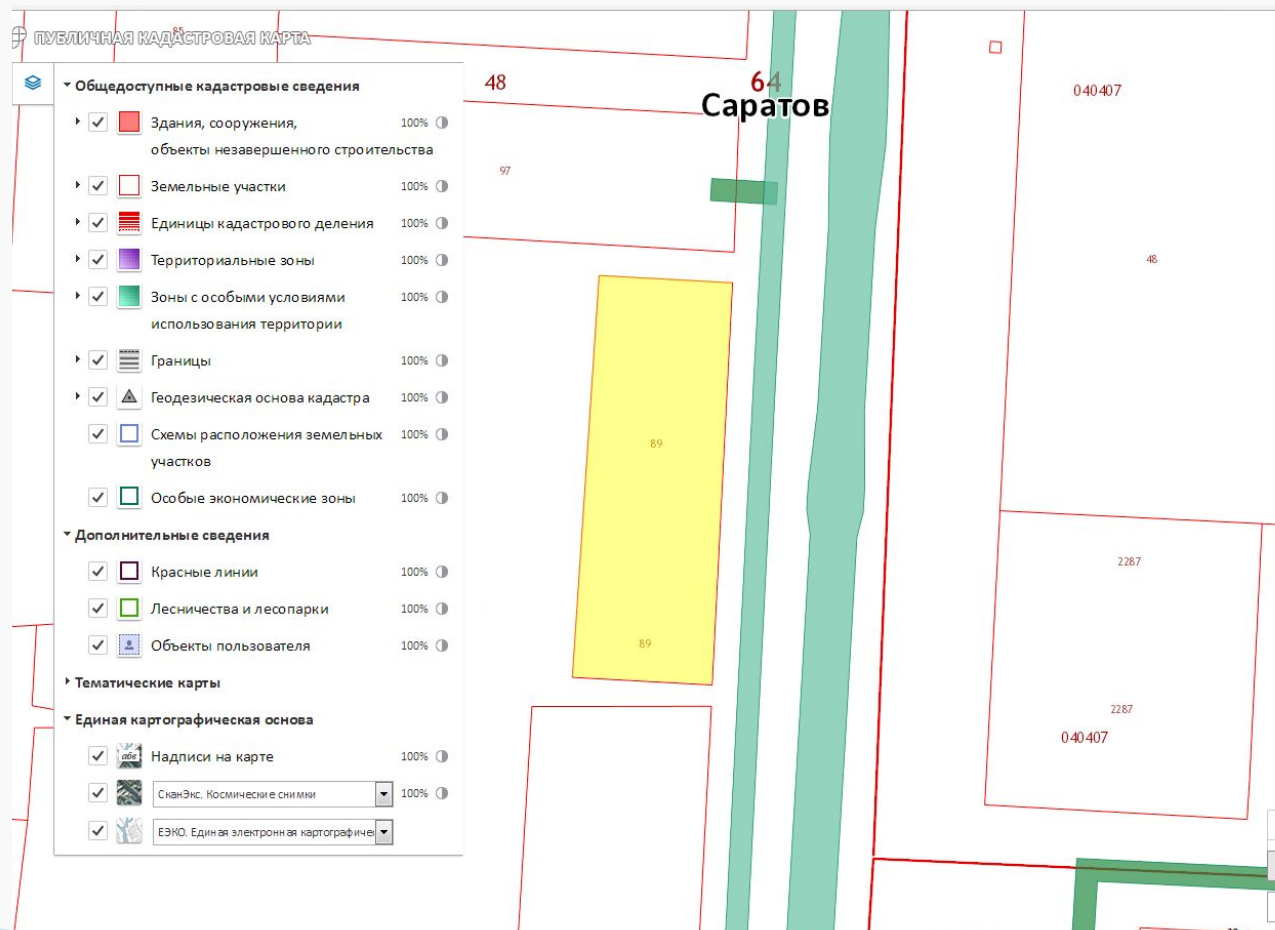 85
ПУБЛИЧНАЯ КАДАСТРОВАЯ КАРТА
Общедоступные кадастровые сведения
Здания, сооружения, 100%
объекты незавершенного строительства
Земельные участки 100%
Единицы кадастрового деления 100%
Территориальные зоны 100%
Зоны с особыми условиями 100%
использования территории
Границы 100%
Геодезическая основа кадастра 100%
Схемы расположения земельных 100%
участков
Особые экономические зоны 100%
Дополнительные сведения
Красные линии 100%
Лесничества и лесопарки 100%
Объекты пользователя 100%
Тематические карты
Единая картографическая основа
абв Надписи на карте 100%
СканЭкс. Космические снимки 100%
ЕЭКО. Единая электронная картографичес
48
64
Саратов
040407
97
48
89
2287
89
2287
040407